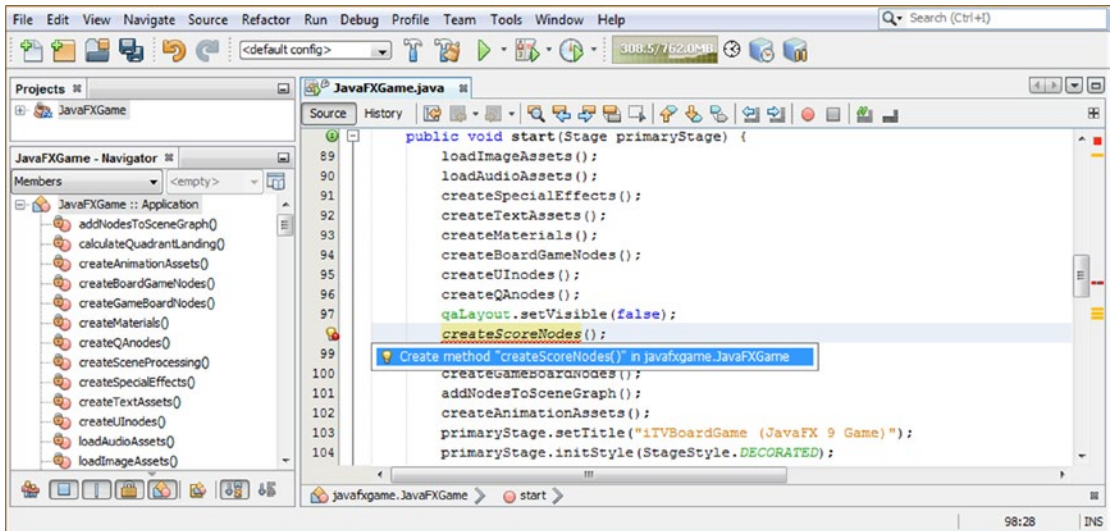 File Edit View Navigate Source Refactor Run Debug Profile Team Tools Window Help Search (Ctrl+I)
<default config> 308.5/762.0MB
Projects JavaFXGame.java
JavaFXGame
Source History
JavaFXGame - Navigator
Members <empty>
JavaFXGame :: Application
addNodesToSceneGraph()
calculateQuadrantLanding()
createAnimationAssets()
createBoardGameNodes()
createGameBoardNodes()
createMaterials()
createQAnodes()
createSceneProcessing()
createSpecialEffects()
createTextAssets()
createUInodes()
loadAudioAssets()
loadImageAssets()
public void start(Stage primaryStage) {
89 loadImageAssets();
90 loadAudioAssets();
91 createSpecialEffects();
92 createTextAssets();
93 createMaterials();
94 createBoardGameNodes();
95 createUInodes();
96 createQAnodes();
97 qaLayout.setVisible(false);
createScoreNodes();
99 Create method "createScoreNodes()" in javafxgame.JavaFXGame
100 createGameBoardNodes();
101 addNodesToSceneGraph();
102 createAnimationAssets();
103 primaryStage.setTitle("iTVBoardGame (JavaFX 9 Game)");
104 primaryStage.initStyle(StageStyle.DECORATED);
javafxgame.JavaFXGame start
98:28 INS